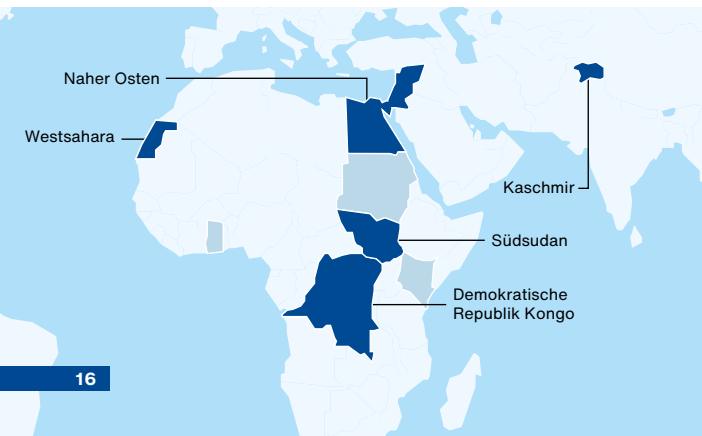 Naher Osten
Westsahara
Kaschmir
Südsudan
Demokratische
Republik Kongo
16